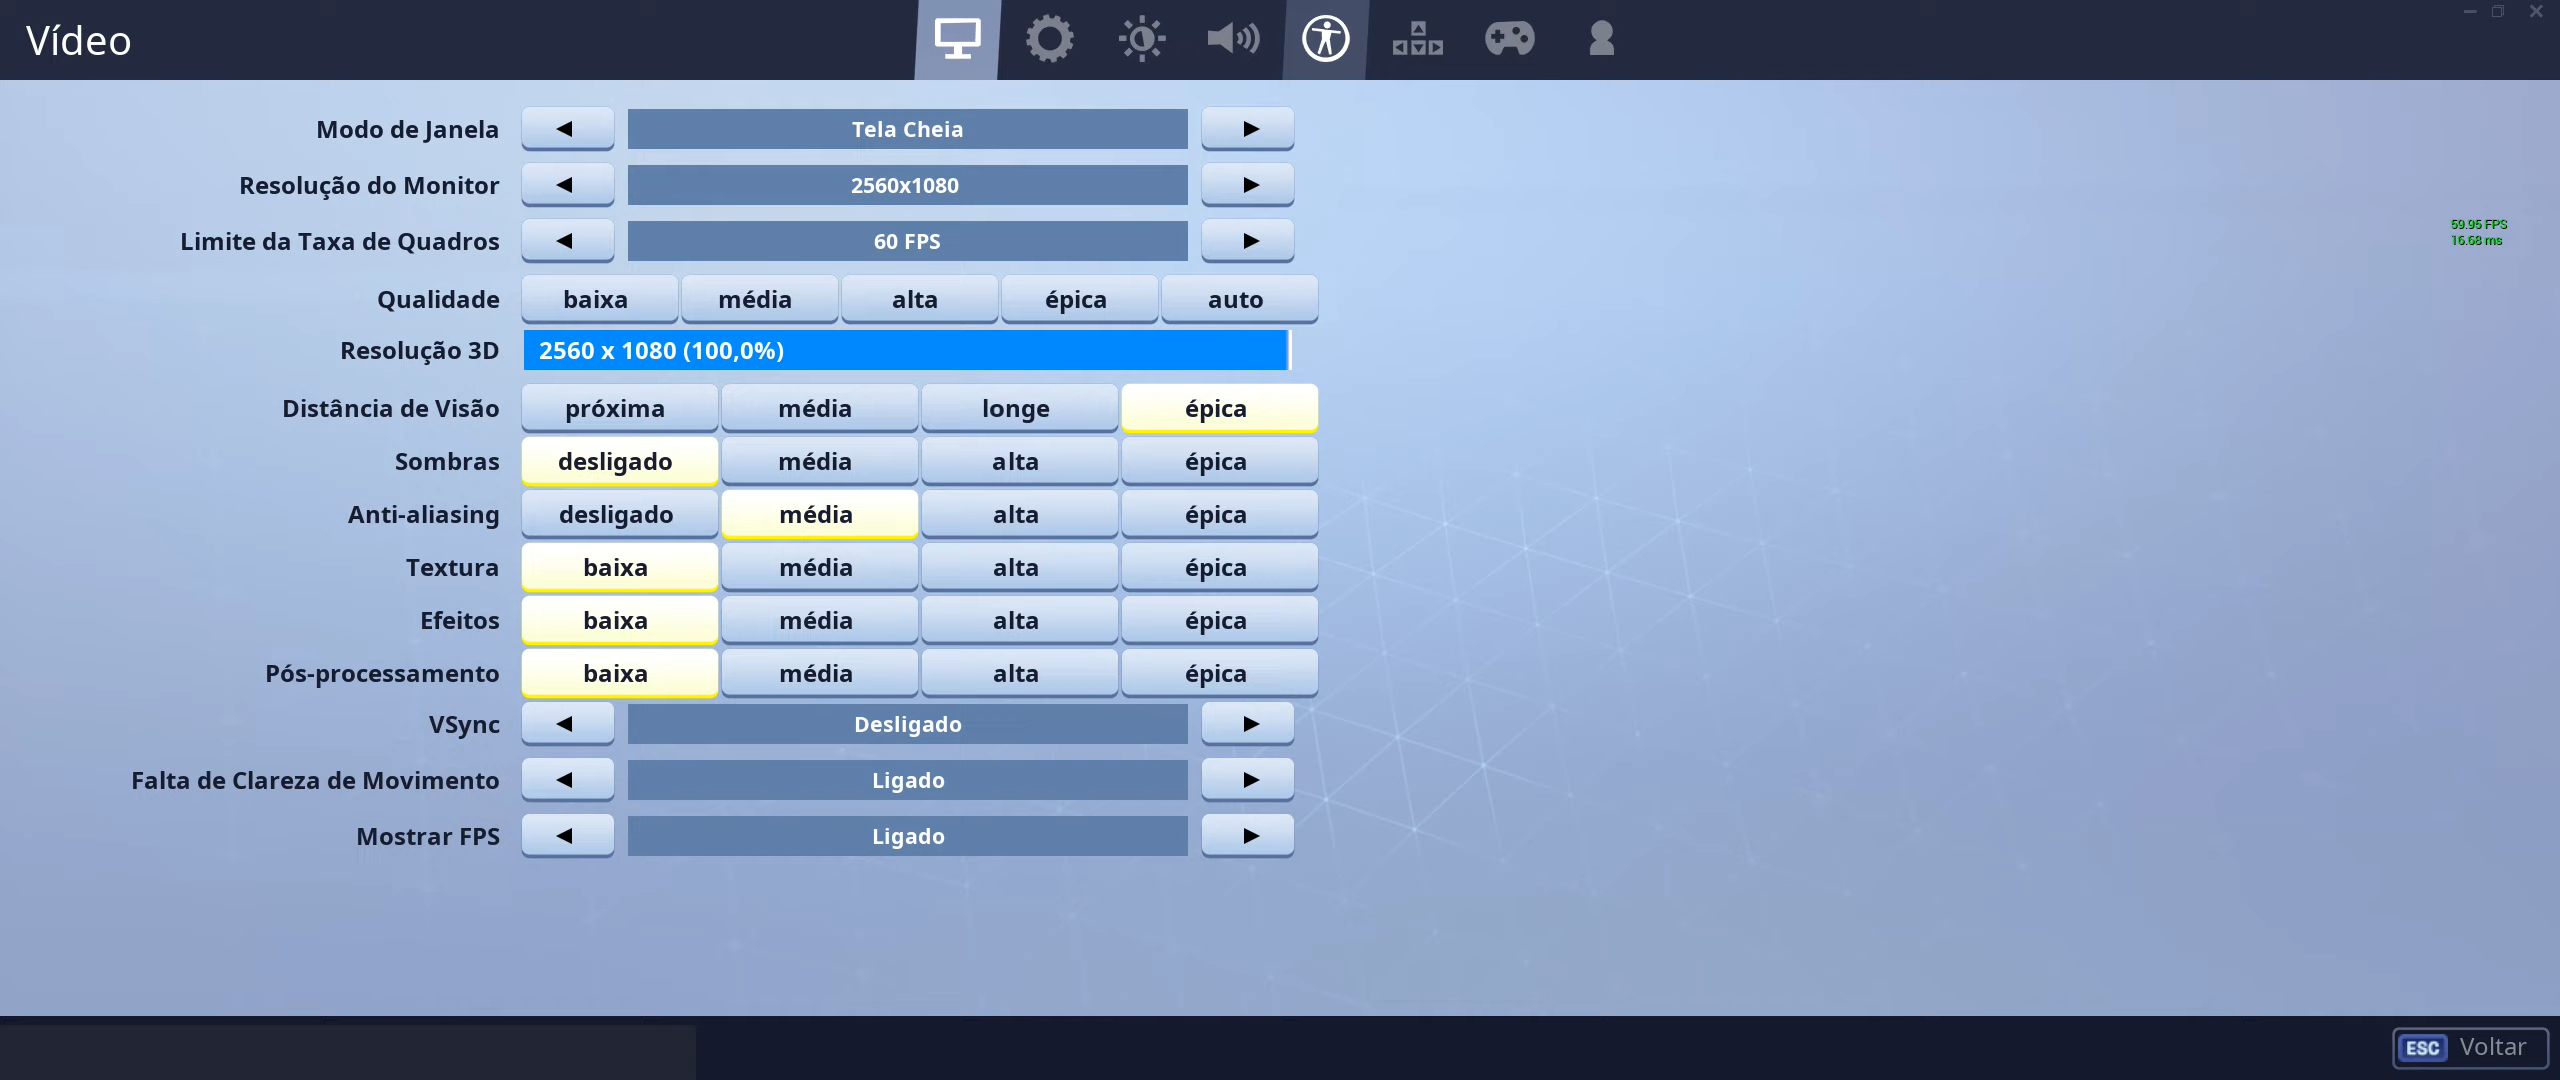 Vídeo
Modo de Janela Tela Cheia
Resolução do Monitor 2560x1080
Limite da Taxa de Quadros 60 FPS
59.95 FPS
16.68 ms
Qualidade baixa média alta épica auto
Resolução 3D 2560 x 1080 (100,0%)
Distância de Visão próxima média longe épica
Sombras desligado média alta épica
Anti-aliasing desligado média alta épica
Textura baixa média alta épica
Efeitos baixa média alta épica
Pós-processamento baixa média alta épica
VSync Desligado
Falta de Clareza de Movimento Ligado
Mostrar FPS Ligado
ESC Voltar